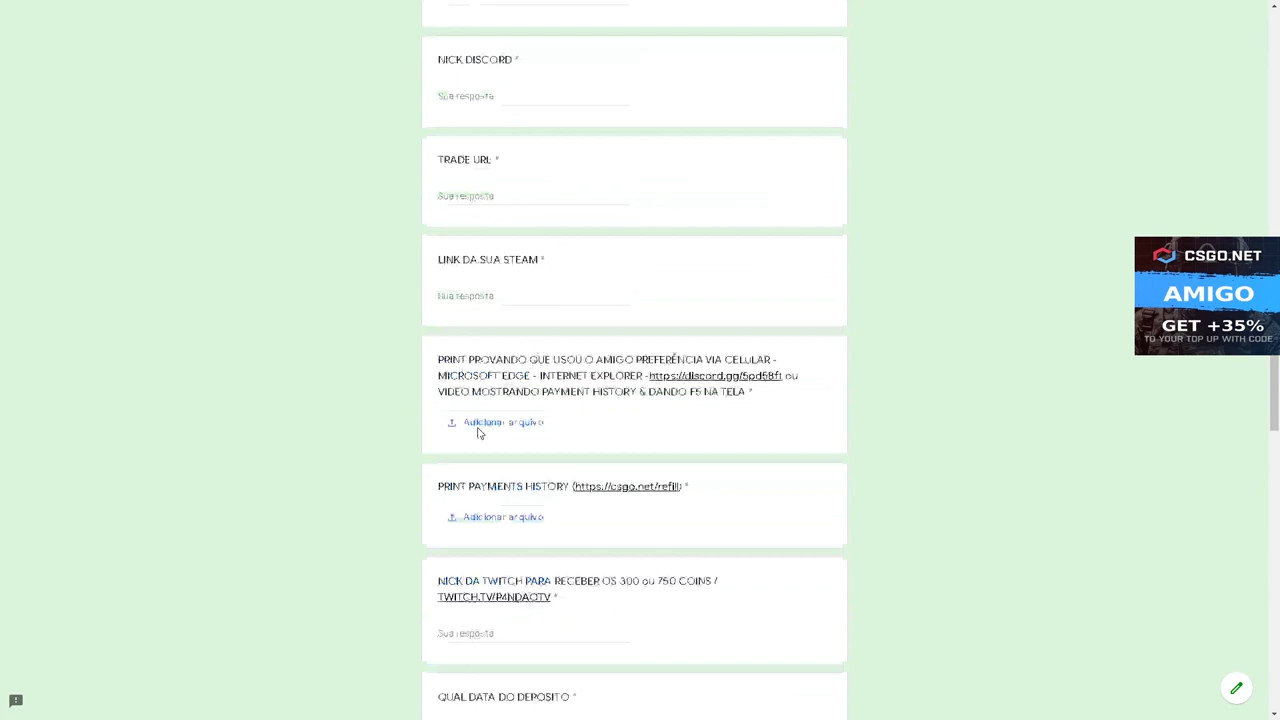 NICK DISCORD *
Sua resposta
TRADE URL *
Sua resposta
LINK DA SUA STEAM *
Sua resposta
PRINT PROVANDO QUE USOU O AMIGO PREFERÊNCIA VIA CELULAR -
MICROSOFT EDGE - INTERNET EXPLORER - https://discord.gg/5pd5Bft ou
VIDEO MOSTRANDO PAYMENT HISTORY & DANDO F5 NA TELA *
Adicionar arquivo
PRINT PAYMENTS HISTORY (https://csgo.net/refill) *
Adicionar arquivo
NICK DA TWITCH PARA RECEBER OS 300 ou 750 COINS /
TWITCH.TV/P4NDAOTV *
Sua resposta
QUAL DATA DO DEPOSITO *
CSGO.NET
AMIGO
GET +35%
TO YOUR TOP UP WITH CODE